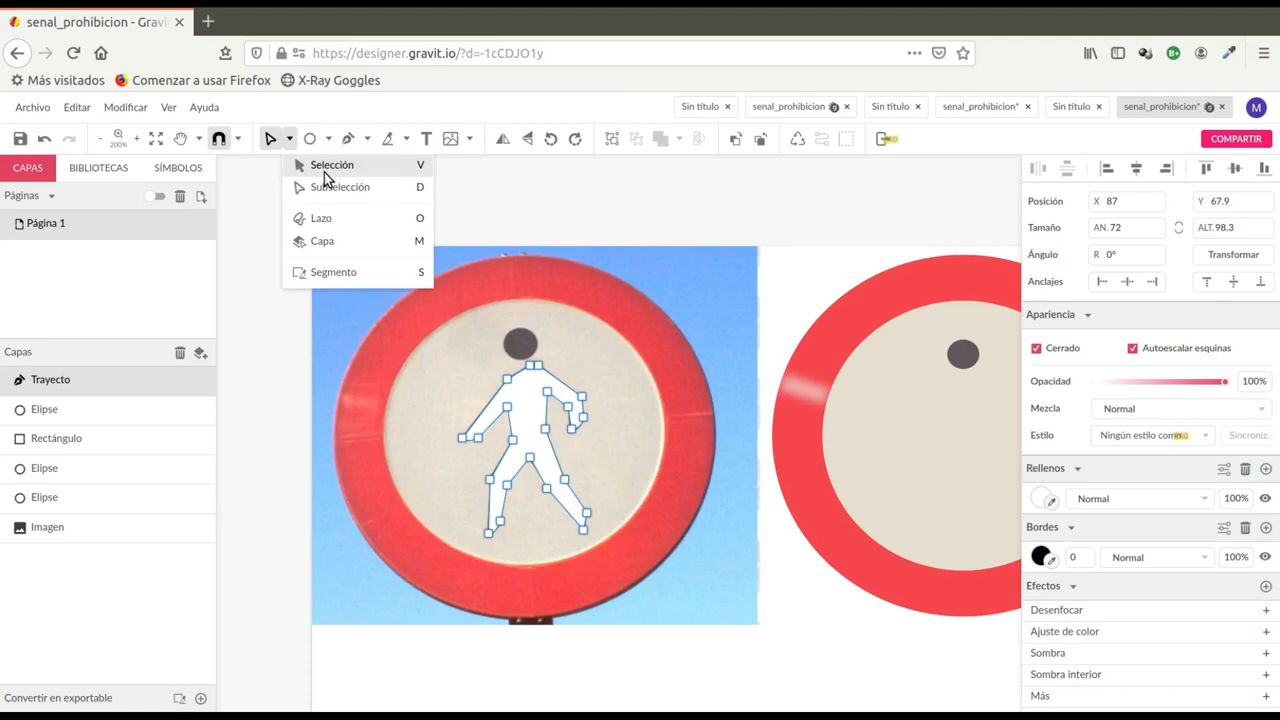 senal_prohibicion - Gravi
https://designer.gravit.io/?d=-1cCDJO1y
Más visitados
Comenzar a usar Firefox
X-Ray Goggles
Archivo
Editar
Modificar
Ver
Ayuda
Sin título
senal_prohibicion
Sin título
senal_prohibicion*
Sin título
senal_prohibicion*
M
200%
COMPARTIR
CAPAS
BIBLIOTECAS
SÍMBOLOS
Selección V
Subselección D
Lazo O
Capa M
Segmento S
Páginas
Página 1
Capas
Trayecto
Elipse
Rectángulo
Elipse
Elipse
Imagen
Convertir en exportable
Posición X 87 Y 67.9
Tamaño AN. 72 ALT. 98.3
Ángulo R 0° Transformar
Anclajes
Apariencia
Cerrado Autoescalar esquinas
Opacidad 100%
Mezcla Normal
Estilo Ningún estilo Sincroniz.
Rellenos
Normal 100%
Bordes
0 Normal 100%
Efectos
Desenfocar +
Ajuste de color +
Sombra +
Sombra interior +
Más +